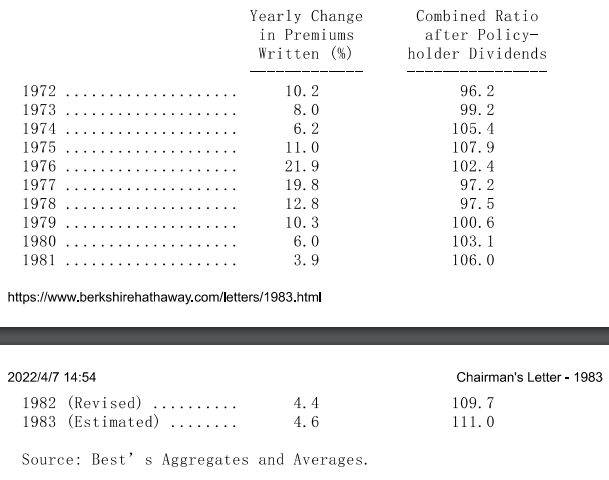 Yearly Change Combined Ratio
in Premiums after Policy-
Written (%) holder Dividends
------------- ----------------
1972 ................... 10.2 96.2
1973 ................... 8.0 99.2
1974 ................... 6.2 105.4
1975 ................... 11.0 107.9
1976 ................... 21.9 102.4
1977 ................... 19.8 97.2
1978 ................... 12.8 97.5
1979 ................... 10.3 100.6
1980 ................... 6.0 103.1
1981 ................... 3.9 106.0
https://www.berkshirehathaway.com/letters/1983.html
2022/4/7 14:54 Chairman's Letter - 1983
1982 (Revised) .......... 4.4 109.7
1983 (Estimated) ........ 4.6 111.0
Source: Best’s Aggregates and Averages.